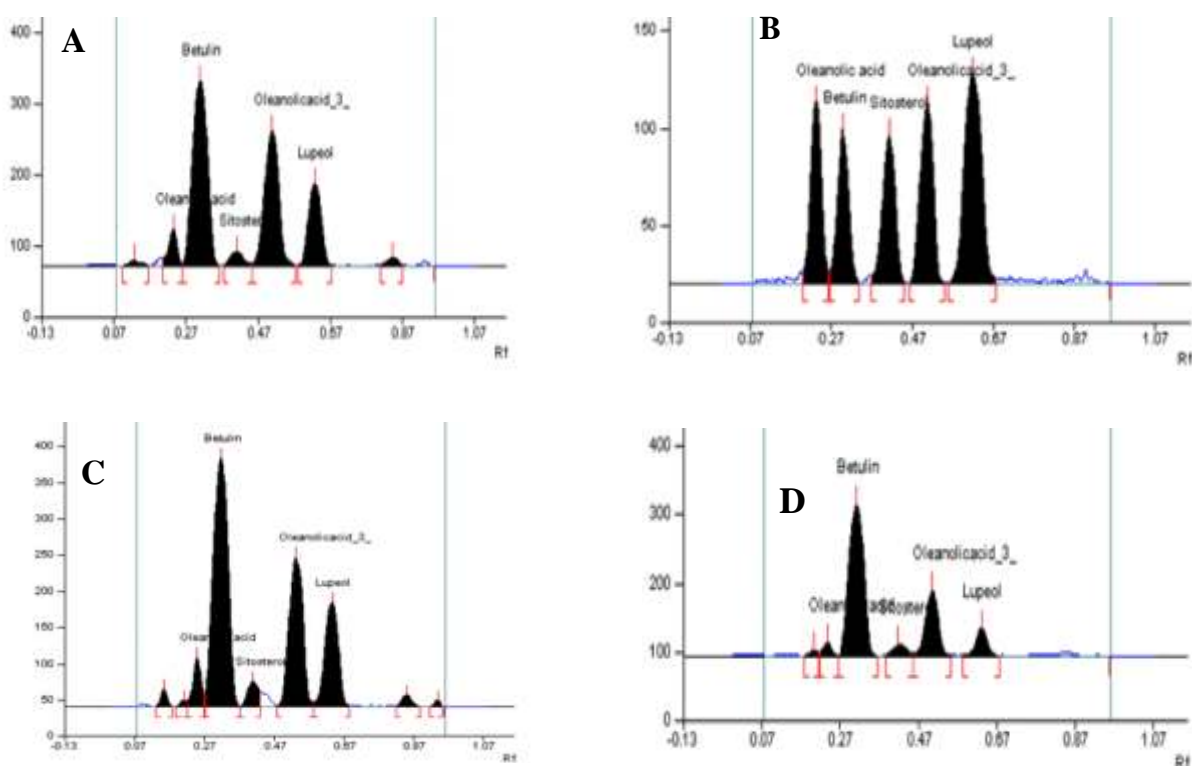 A
400
300
200
100
0
Betulin
Oleanolicacid_3_
Lupeol
Sitoster
-0.13 0.07 0.27 0.47 0.67 0.87 1.07
Rf
B
150
100
50
0
Lupeol
Oleanolic acid
Oleanolicacid_3_
Betulin
Sitostero
-0.13 0.07 0.27 0.47 0.67 0.87 1.07
Rf
C
400
350
300
250
200
150
100
50
0
Betulin
Oleanolicacid_3_
Lupeol
Sitostero
-0.13 0.07 0.27 0.47 0.67 0.87 1.07
Rf
D
400
300
200
100
0
Betulin
Oleanolicacid_3_
Lupeol
-0.13 0.07 0.27 0.47 0.67 0.87 1.07
Rf